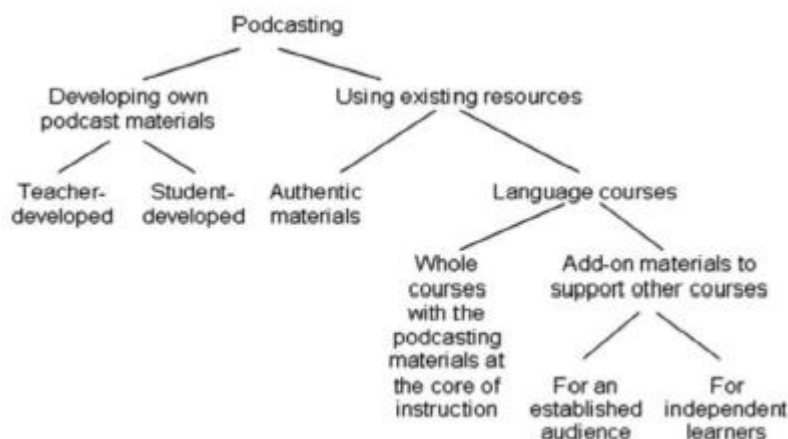 Podcasting
Developing own
podcast materials
Using existing resources
Teacher-
developed
Student-
developed
Authentic
materials
Language courses
Whole
courses
with the
podcasting
materials at
the core of
instruction
Add-on materials to
support other courses
For an
established
audience
For
independent
learners